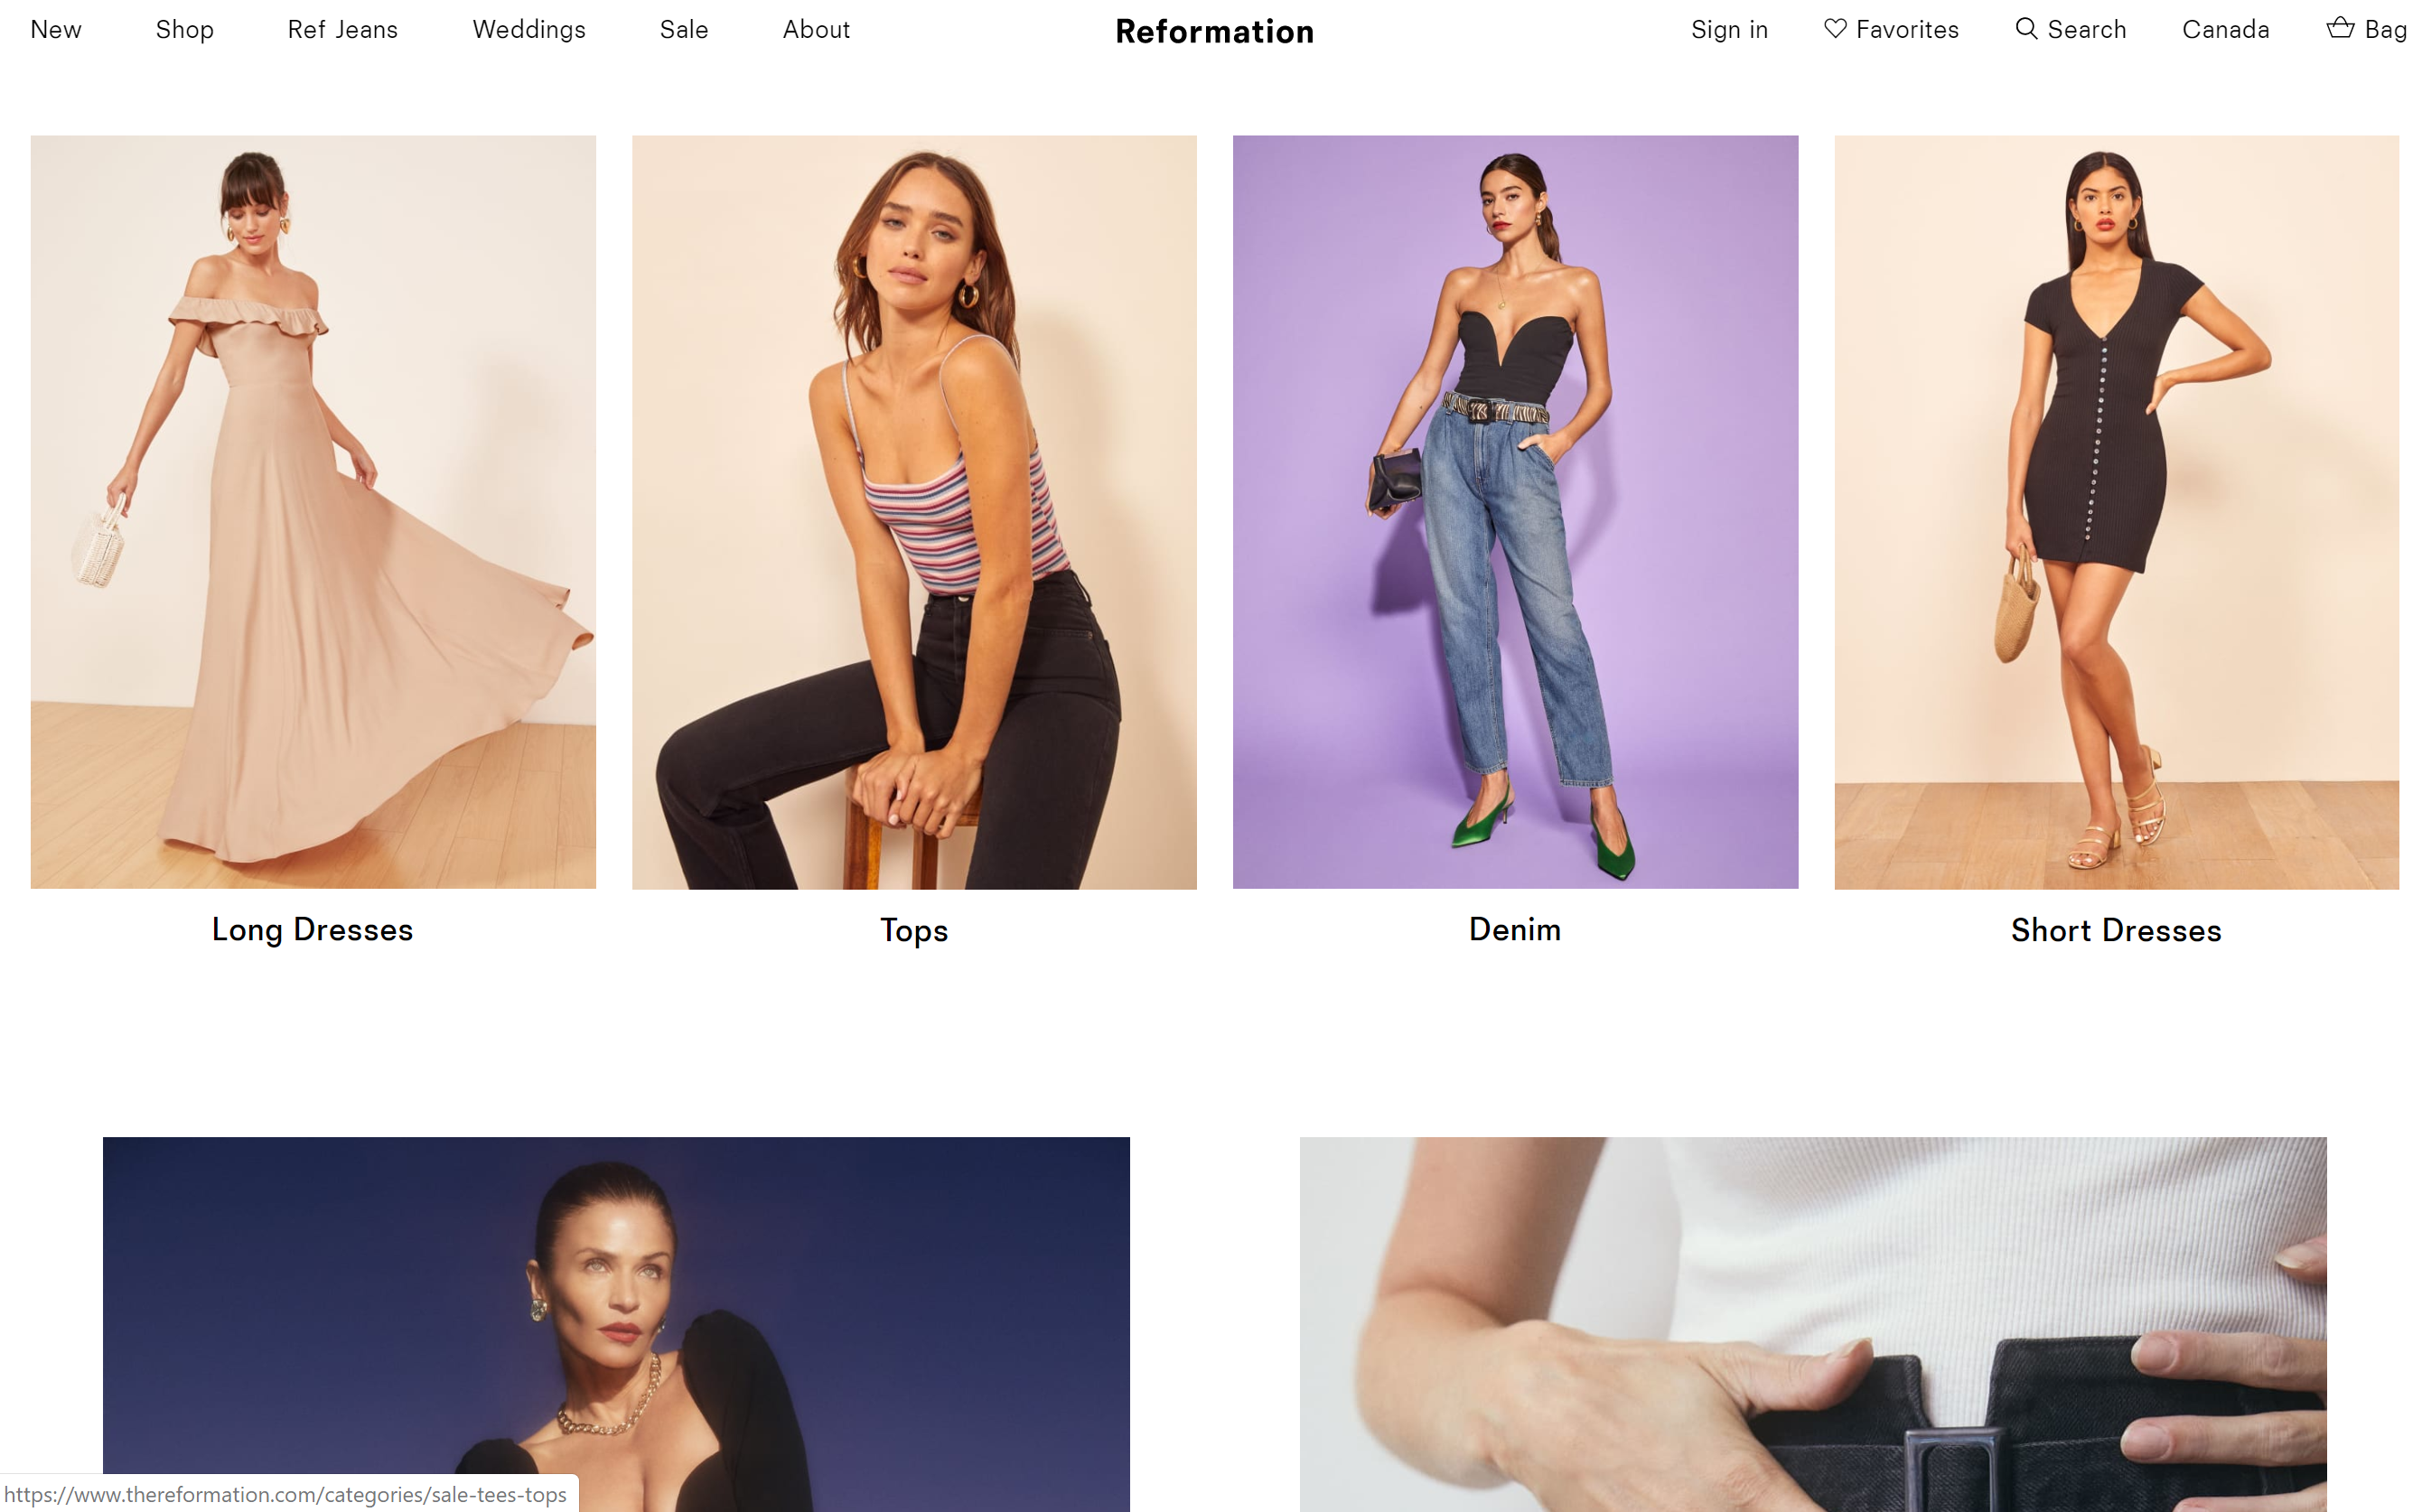 New Shop Ref Jeans Weddings Sale About Reformation Sign in Favorites Search Canada Bag
Long Dresses Tops Denim Short Dresses
https://www.thereformation.com/categories/sale-tees-tops